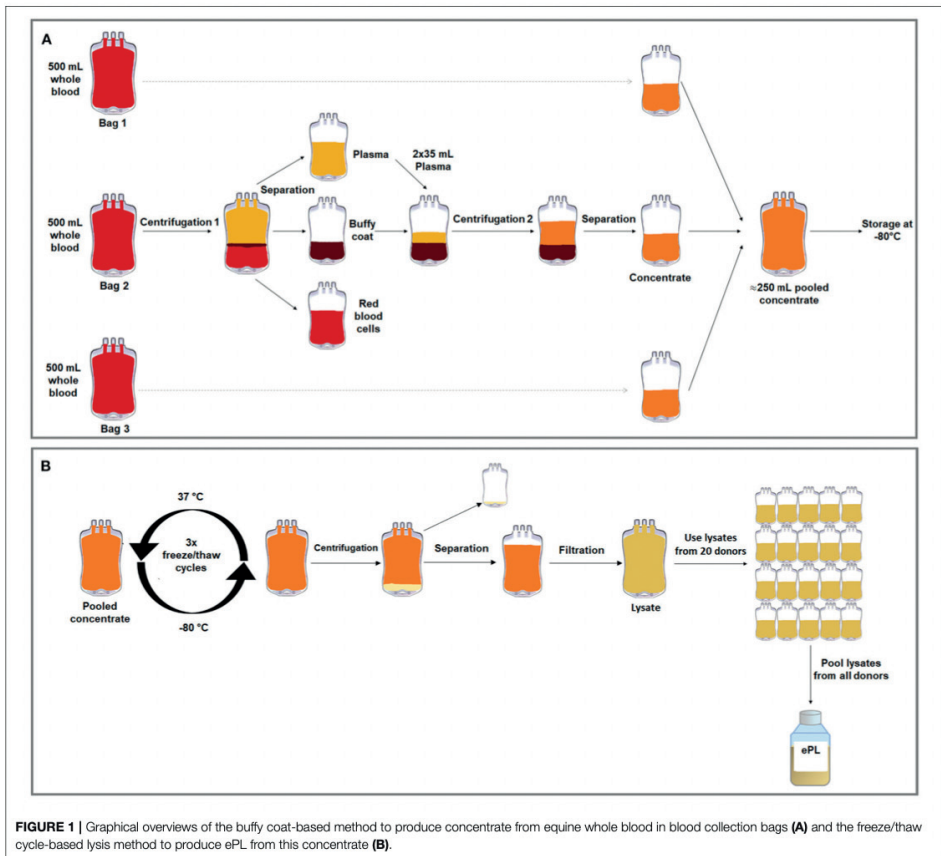 A
500 mL
whole
blood
Bag 1
Plasma
2x35 mL
Plasma
Separation
500 mL
whole
blood
Bag 2
Centrifugation 1
Buffy
coat
Centrifugation 2
Separation
Concentrate
≈250 mL pooled
concentrate
Storage at
-80°C
Red
blood
cells
500 mL
whole
blood
Bag 3
B
37 °C
3x
freeze/thaw
cycles
-80 °C
Pooled
concentrate
Centrifugation
Separation
Filtration
Lysate
Use lysates
from 20 donors
Pool lysates
from all donors
ePL
FIGURE 1 | Graphical overviews of the buffy coat-based method to produce concentrate from equine whole blood in blood collection bags (A) and the freeze/thaw
cycle-based lysis method to produce ePL from this concentrate (B).